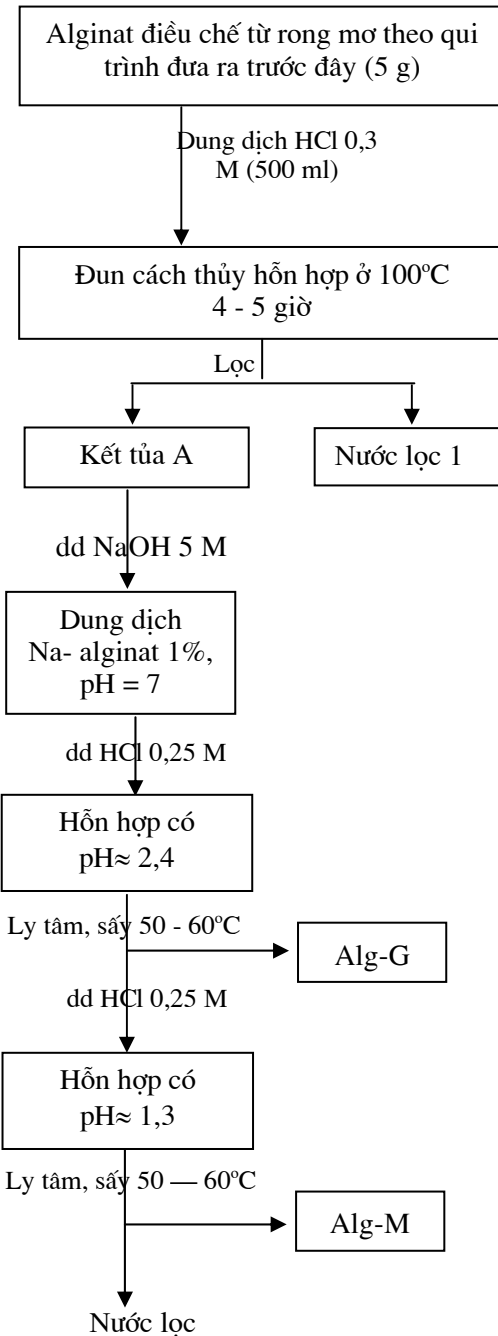 Alginat điều chế từ rong mơ theo qui
trình đưa ra trước đây (5 g)
Dung dịch HCl 0,3
M (500 ml)
Đun cách thủy hỗn hợp ở 100ºC
4 - 5 giờ
Lọc
Kết tủa A
Nước lọc 1
dd NaOH 5 M
Dung dịch
Na- alginat 1%,
pH = 7
dd HCl 0,25 M
Hỗn hợp có
pH≈ 2,4
Ly tâm, sấy 50 - 60ºC
Alg-G
dd HCl 0,25 M
Hỗn hợp có
pH≈ 1,3
Ly tâm, sấy 50 — 60ºC
Alg-M
Nước lọc